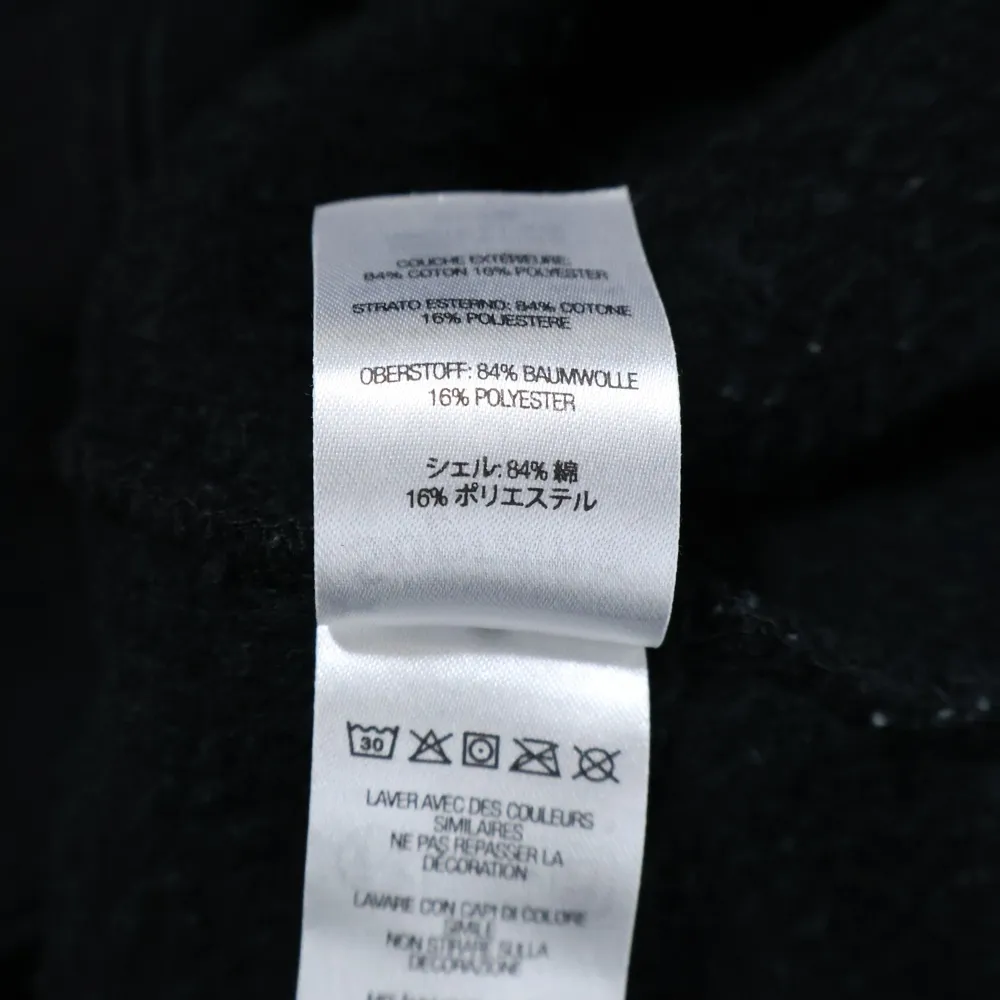 COUCHE EXTÉRIEURE:
84% COTON 16% POLYESTER
STRATO ESTERNO: 84% COTONE
16% POLIESTERE
OBERSTOFF: 84% BAUMWOLLE
16% POLYESTER
シェル: 84% 綿
16% ポリエステル
30
LAVER AVEC DES COULEURS
SIMILAIRES
NE PAS REPASSER LA
DÉCORATION
LAVARE CON CAPI DI COLORE
SIMILE
NON STIRARE SULLA
DECORAZIONE